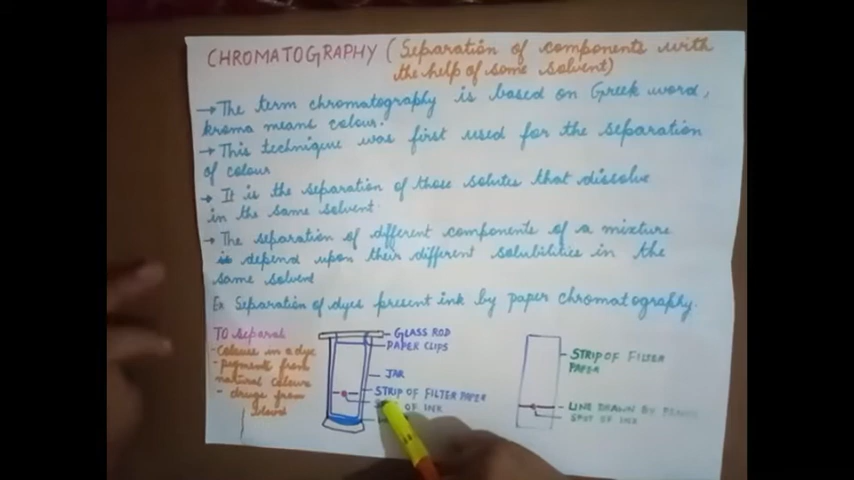 CHROMATOGRAPHY (Separation of components with
the help of some solvent)
→ The term chromatography is based on Greek word,
kroma means colour.
→ This technique was first used for the separation
of colour
→ It is the separation of those solutes that dissolve
in the same solvent.
→ The separation of different components of a mixture
is depend upon their different solubilities in the
same solvent
Ex Separation of dyes present ink by paper chromatography.
To separat
- colours in a dye
- pigments from
natural colours
- drugs from
blood
GLASS ROD
PAPER CLIPS
JAR
STRIP OF FILTER PAPER
OF INK
STRIP OF FILTER
PAPER
LINE DRAWN BY PENCIL
SPOT OF INK